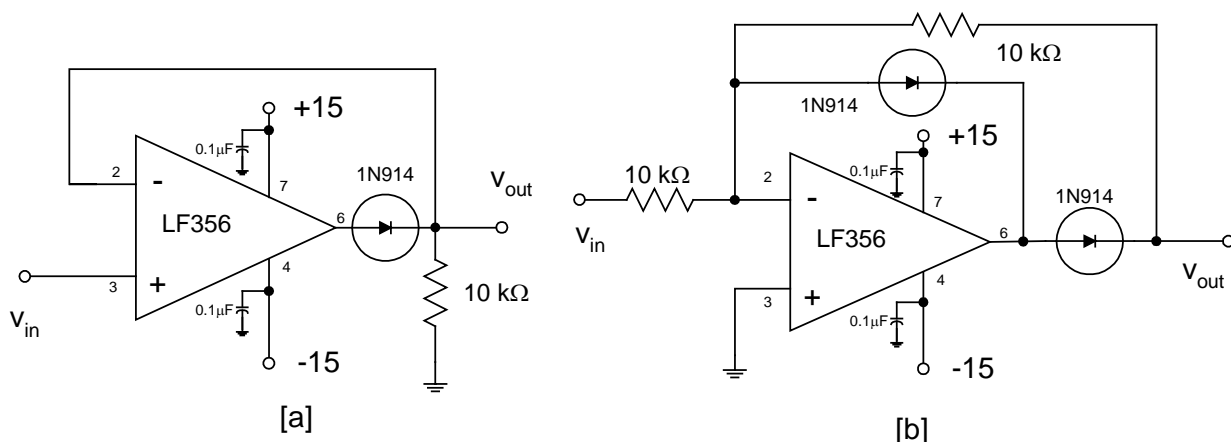 +15
0.1µF
2
-
7
1N914
v_out
LF356
6
4
3
+
0.1µF
10 kΩ
v_in
-15
[a]
10 kΩ
1N914
+15
0.1µF
10 kΩ
2
-
7
1N914
v_in
LF356
6
4
3
+
0.1µF
v_out
-15
[b]